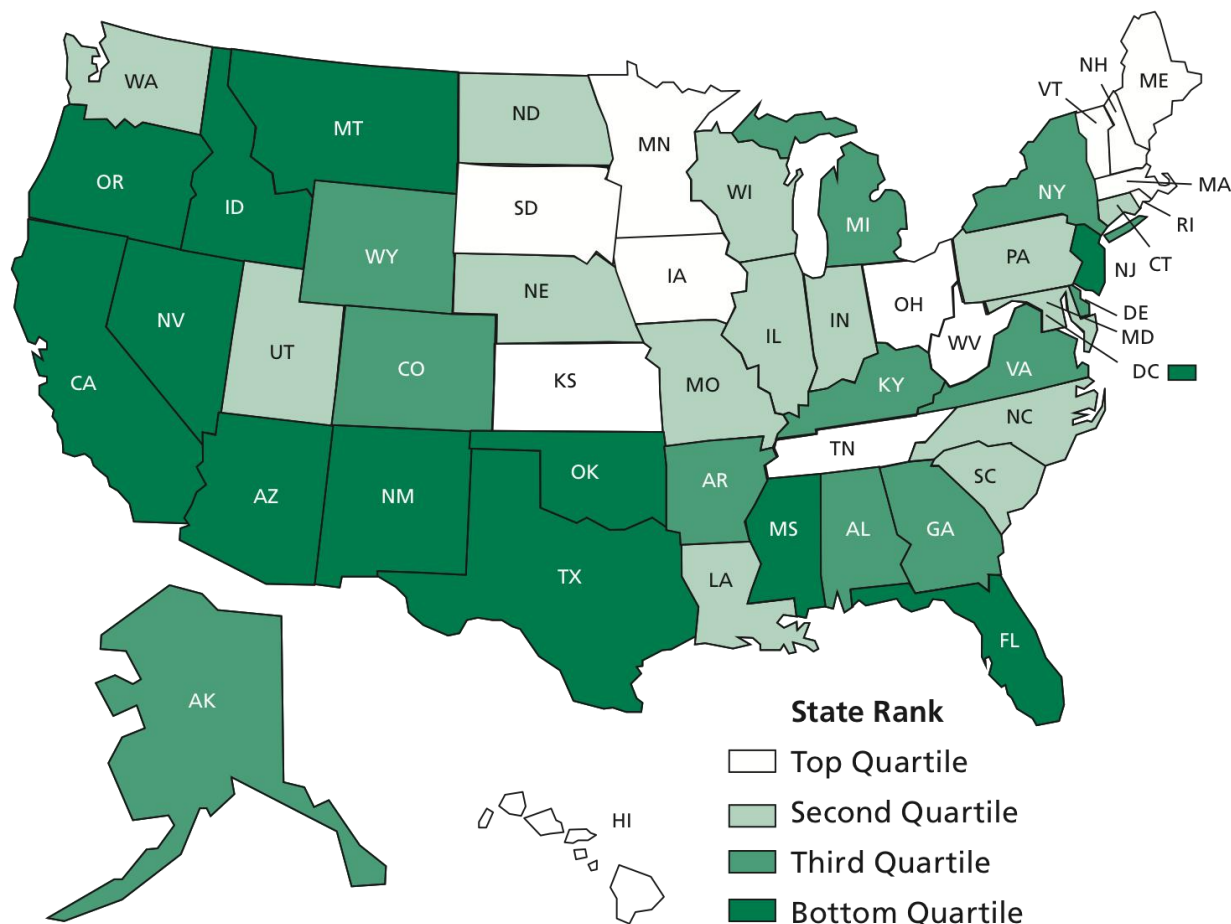 WA
MT
ND
MN
VT
NH
ME
OR
ID
SD
WI
MI
NY
MA
RI
WY
NE
IA
PA
NJ
CT
NV
UT
CO
KS
MO
IL
IN
OH
WV
KY
VA
DE
MD
DC
CA
AZ
NM
OK
AR
TN
NC
SC
TX
LA
MS
AL
GA
FL
AK
HI
State Rank
Top Quartile
Second Quartile
Third Quartile
Bottom Quartile